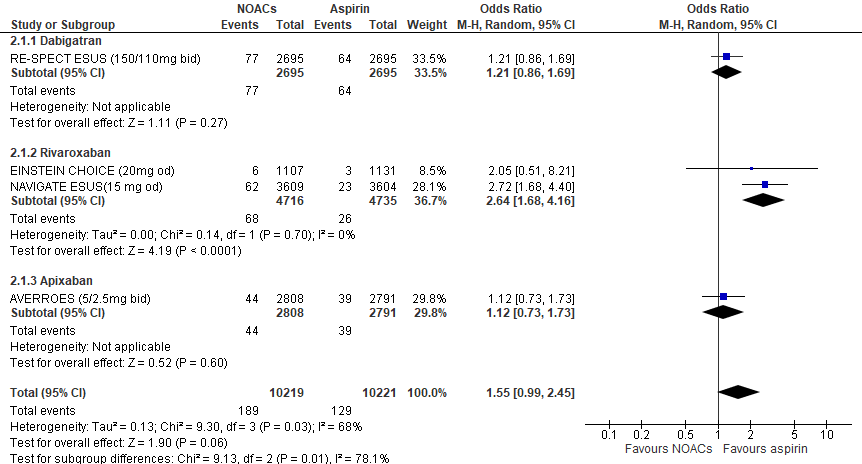 NOACs Aspirin Odds Ratio Odds Ratio
Study or Subgroup Events Total Events Total Weight M-H, Random, 95% CI M-H, Random, 95% CI
2.1.1 Dabigatran
RE-SPECT ESUS (150/110mg bid) 77 2695 64 2695 33.5% 1.21 [0.86, 1.69]
Subtotal (95% CI) 2695 2695 33.5% 1.21 [0.86, 1.69]
Total events 77 64
Heterogeneity: Not applicable
Test for overall effect: Z = 1.11 (P = 0.27)
2.1.2 Rivaroxaban
EINSTEIN CHOICE (20mg od) 6 1107 3 1131 8.5% 2.05 [0.51, 8.21]
NAVIGATE ESUS(15 mg od) 62 3609 23 3604 28.1% 2.72 [1.68, 4.40]
Subtotal (95% CI) 4716 4735 36.7% 2.64 [1.68, 4.16]
Total events 68 26
Heterogeneity: Tau² = 0.00; Chi² = 0.14, df = 1 (P = 0.70); I² = 0%
Test for overall effect: Z = 4.19 (P < 0.0001)
2.1.3 Apixaban
AVERROES (5/2.5mg bid) 44 2808 39 2791 29.8% 1.12 [0.73, 1.73]
Subtotal (95% CI) 2808 2791 29.8% 1.12 [0.73, 1.73]
Total events 44 39
Heterogeneity: Not applicable
Test for overall effect: Z = 0.52 (P = 0.60)
Total (95% CI) 10219 10221 100.0% 1.55 [0.99, 2.45]
Total events 189 129
Heterogeneity: Tau² = 0.13; Chi² = 9.30, df = 3 (P = 0.03); I² = 68%
Test for overall effect: Z = 1.90 (P = 0.06)
Test for subgroup differences: Chi² = 9.13, df = 2 (P = 0.01), I² = 78.1%
0.1 0.2 0.5 1 2 5 10
Favours NOACs Favours aspirin